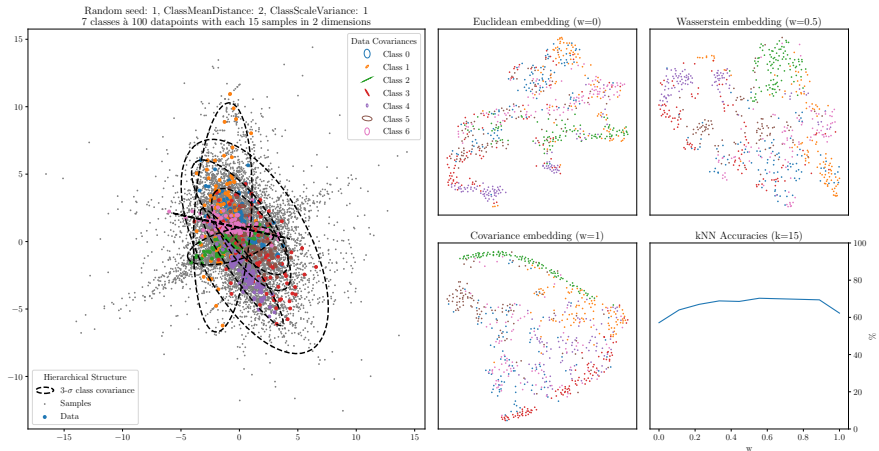 Random seed: 1, ClassMeanDistance: 2, ClassScaleVariance: 1
7 classes à 100 datapoints with each 15 samples in 2 dimensions
15
10
5
0
−5
−10
−15
−10
−5
0
5
10
15
Data Covariances
Class 0
Class 1
Class 2
Class 3
Class 4
Class 5
Class 6
Hierarchical Structure
3-σ class covariance
Samples
Data
Euclidean embedding (w=0)
Wasserstein embedding (w=0.5)
Covariance embedding (w=1)
kNN Accuracies (k=15)
100
80
60
40
20
0
%
0.0
0.2
0.4
0.6
0.8
1.0
w